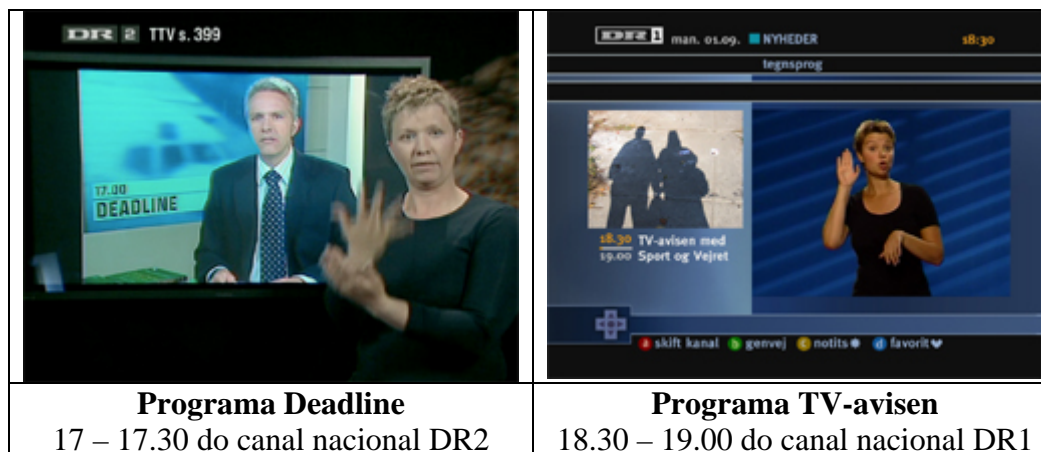 DR 2 TTV s. 399
17.00
DEADLINE
DR 1 man. 01.09. NYHEDER 18:30
tegnsprog
18.30 TV-avisen med
19.00 Sport og Vejret
a skift kanal b genvej c notits d favorit
Programa Deadline
17 – 17.30 do canal nacional DR2
Programa TV-avisen
18.30 – 19.00 do canal nacional DR1